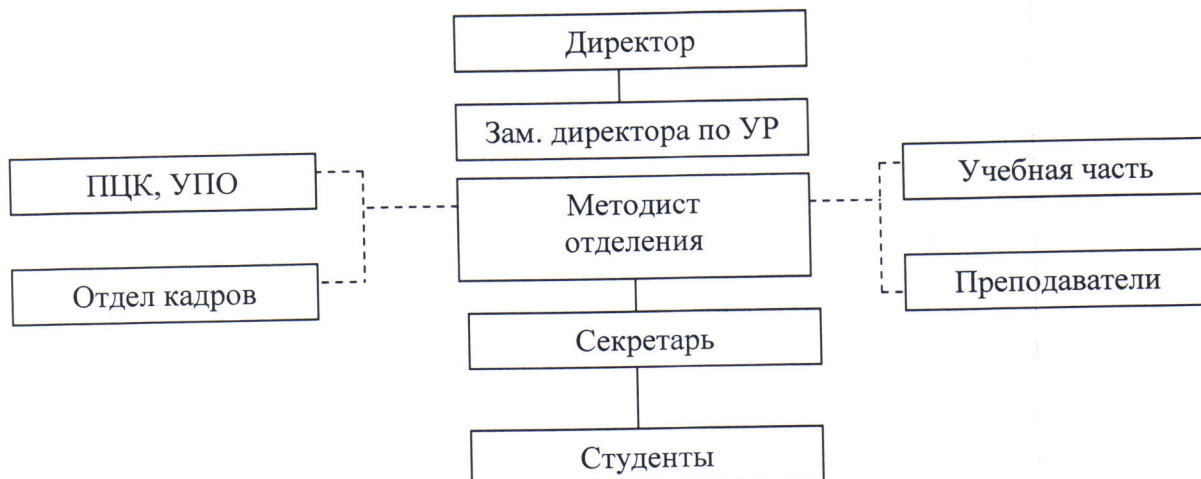 Директор
Зам. директора по УР
ПЦК, УПО
Методист
отделения
Учебная часть
Отдел кадров
Преподаватели
Секретарь
Студенты